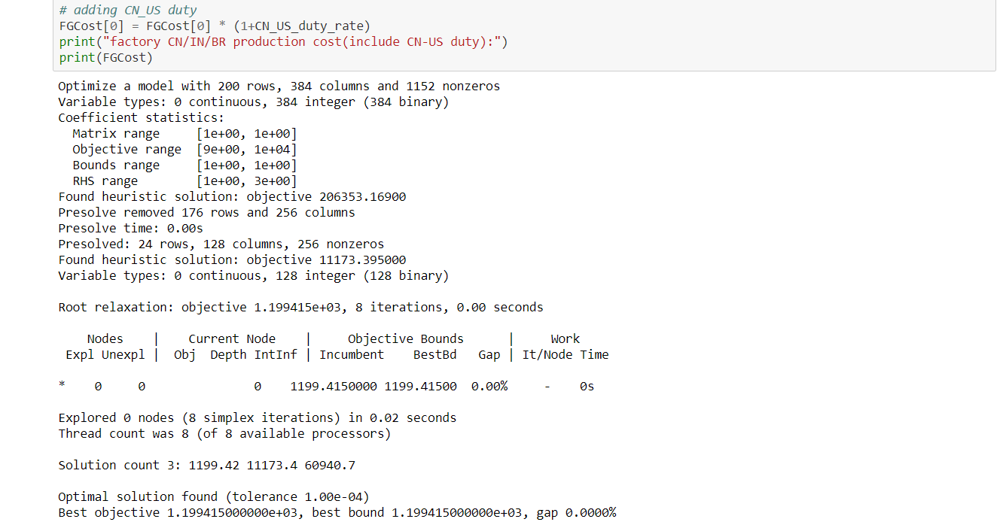 # adding CN_US duty
FGCost[0] = FGCost[0] * (1+CN_US_duty_rate)
print("factory CN/IN/BR production cost(include CN-US duty):")
print(FGCost)
Optimize a model with 200 rows, 384 columns and 1152 nonzeros
Variable types: 0 continuous, 384 integer (384 binary)
Coefficient statistics:
  Matrix range     [1e+00, 1e+00]
  Objective range  [9e+00, 1e+04]
  Bounds range     [1e+00, 1e+00]
  RHS range        [1e+00, 3e+00]
Found heuristic solution: objective 206353.16900
Presolve removed 176 rows and 256 columns
Presolve time: 0.00s
Presolved: 24 rows, 128 columns, 256 nonzeros
Found heuristic solution: objective 11173.395000
Variable types: 0 continuous, 128 integer (128 binary)
Root relaxation: objective 1.199415e+03, 8 iterations, 0.00 seconds
    Nodes    |    Current Node    |     Objective Bounds      |     Work
 Expl Unexpl |  Obj  Depth IntInf | Incumbent    BestBd   Gap | It/Node Time
*    0     0               0    1199.4150000 1199.41500  0.00%     -    0s
Explored 0 nodes (8 simplex iterations) in 0.02 seconds
Thread count was 8 (of 8 available processors)
Solution count 3: 1199.42 11173.4 60940.7
Optimal solution found (tolerance 1.00e-04)
Best objective 1.199415000000e+03, best bound 1.199415000000e+03, gap 0.0000%